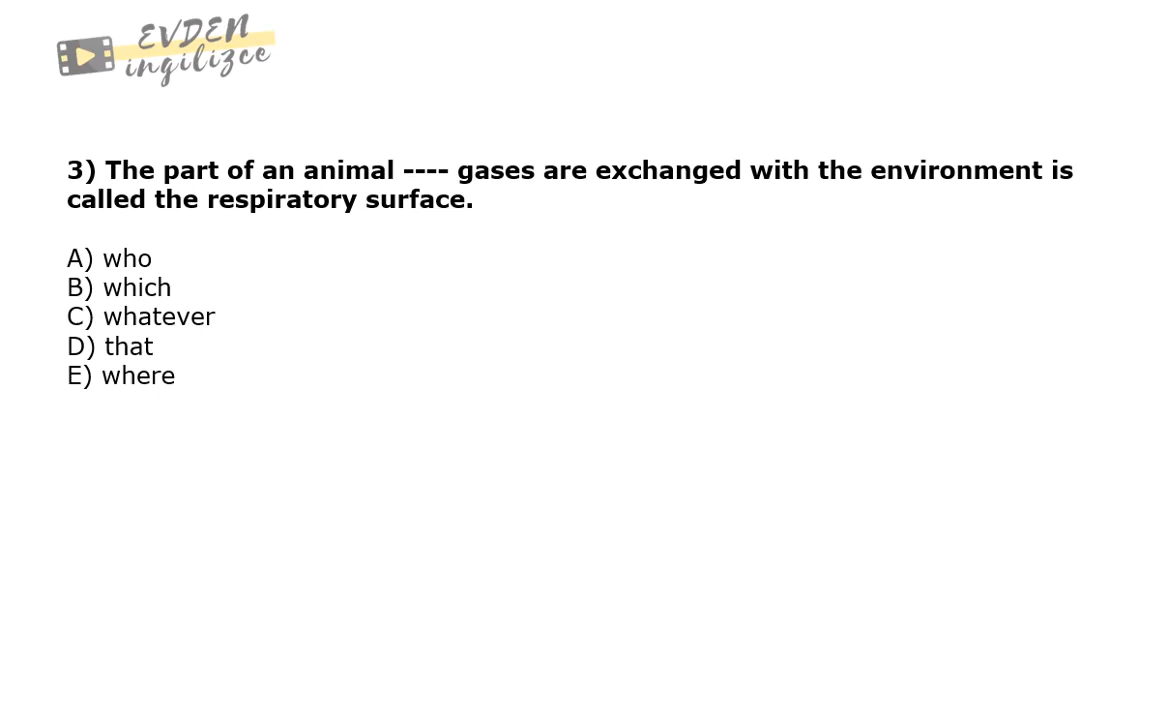 EVDEN
ingilizce
3) The part of an animal ---- gases are exchanged with the environment is
called the respiratory surface.
A) who
B) which
C) whatever
D) that
E) where